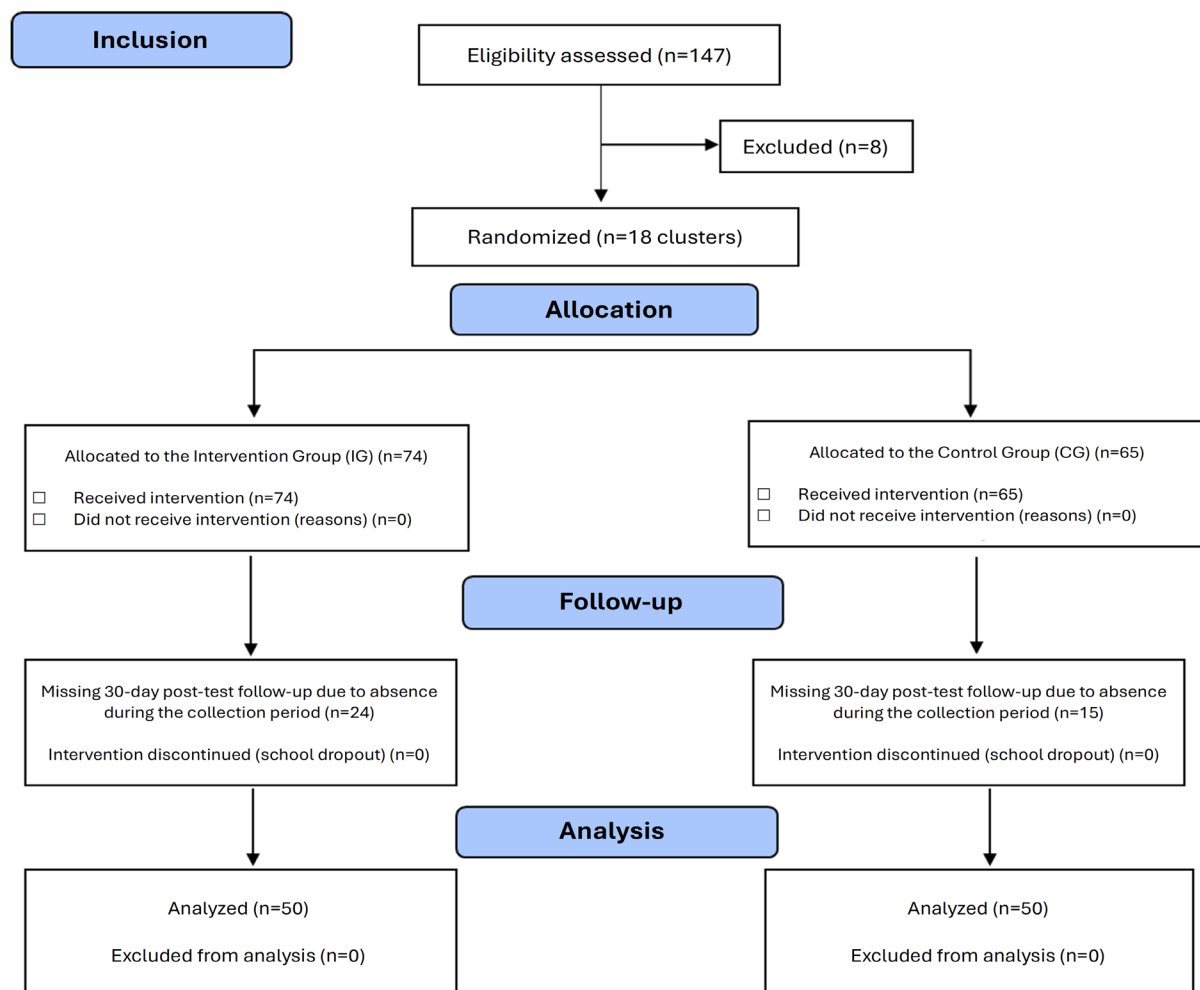 Inclusion
Eligibility assessed (n=147)
Excluded (n=8)
Randomized (n=18 clusters)
Allocation
Allocated to the Intervention Group (IG) (n=74)
☐ Received intervention (n=74)
☐ Did not receive intervention (reasons) (n=0)
Allocated to the Control Group (CG) (n=65)
☐ Received intervention (n=65)
☐ Did not receive intervention (reasons) (n=0)
Follow-up
Missing 30-day post-test follow-up due to absence
during the collection period (n=24)
Intervention discontinued (school dropout) (n=0)
Missing 30-day post-test follow-up due to absence
during the collection period (n=15)
Intervention discontinued (school dropout) (n=0)
Analysis
Analyzed (n=50)
Excluded from analysis (n=0)
Analyzed (n=50)
Excluded from analysis (n=0)